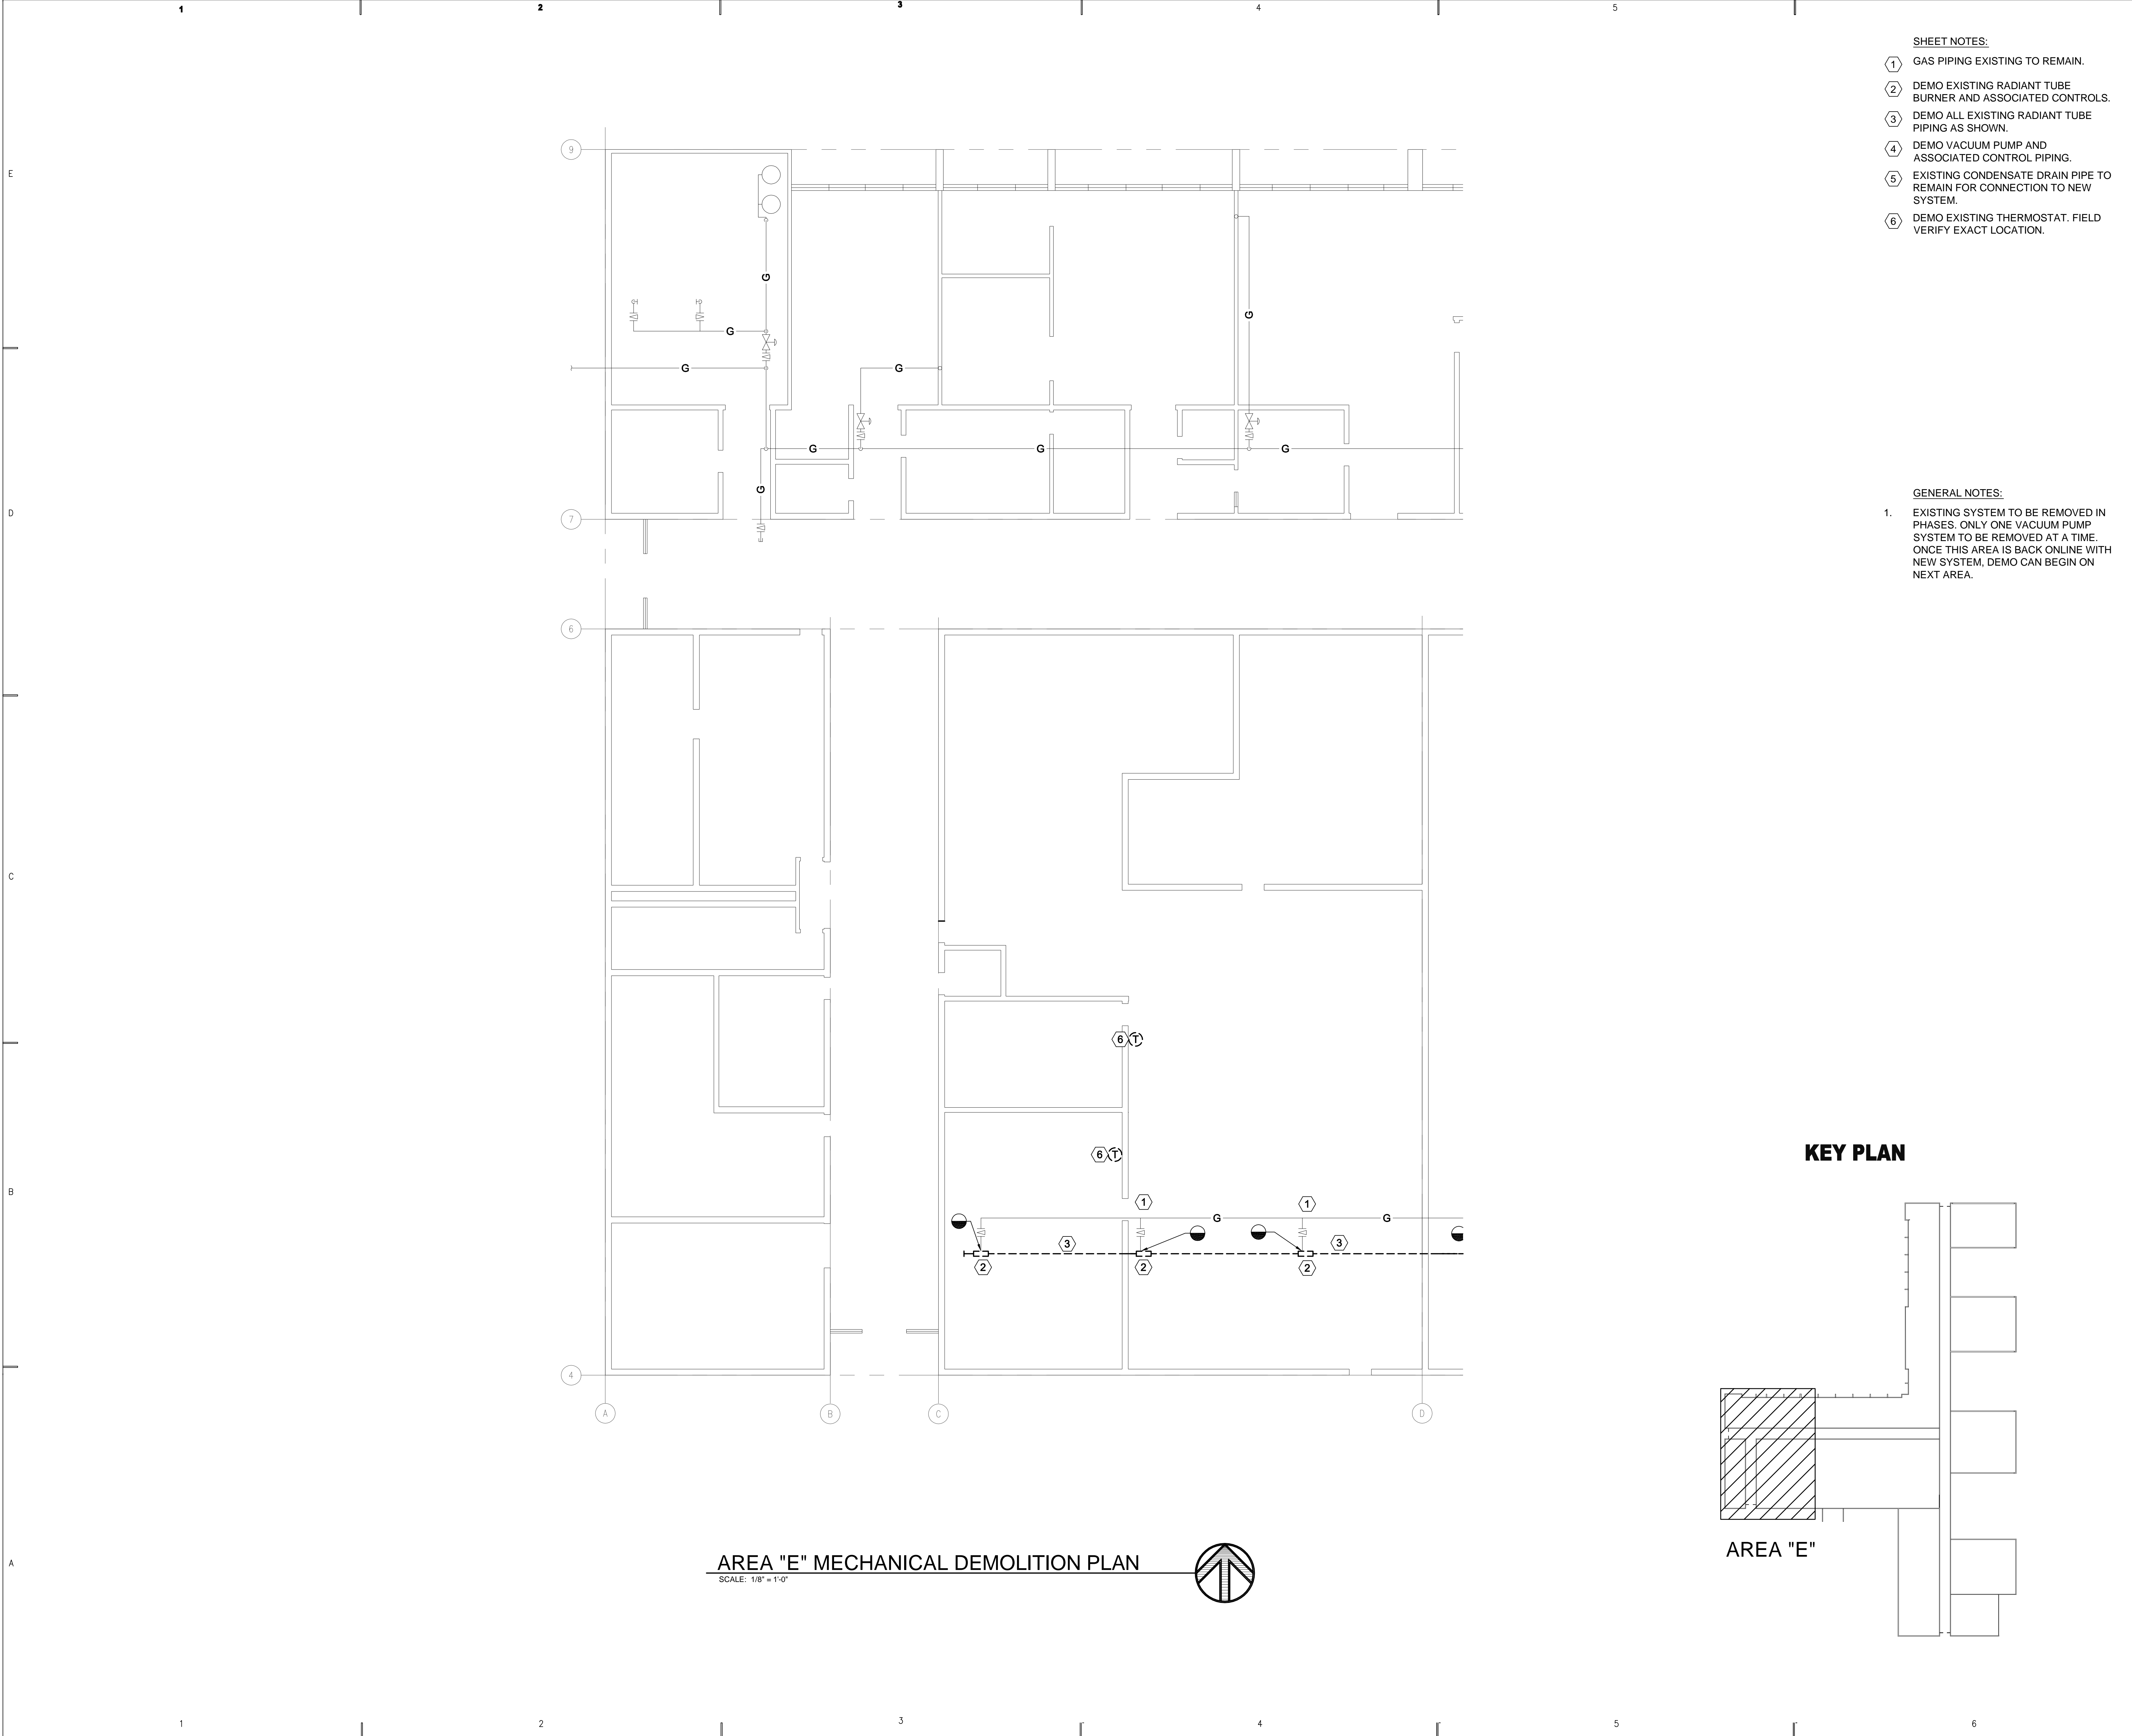 1 2 3 4 5
SHEET NOTES:
1 GAS PIPING EXISTING TO REMAIN.
2 DEMO EXISTING RADIANT TUBE
BURNER AND ASSOCIATED CONTROLS.
3 DEMO ALL EXISTING RADIANT TUBE
PIPING AS SHOWN.
4 DEMO VACUUM PUMP AND
ASSOCIATED CONTROL PIPING.
5 EXISTING CONDENSATE DRAIN PIPE TO
REMAIN FOR CONNECTION TO NEW
SYSTEM.
6 DEMO EXISTING THERMOSTAT. FIELD
VERIFY EXACT LOCATION.
9
E
G
G
G
G
G
G
G
G
G
GENERAL NOTES:
1. EXISTING SYSTEM TO BE REMOVED IN
PHASES. ONLY ONE VACUUM PUMP
SYSTEM TO BE REMOVED AT A TIME.
ONCE THIS AREA IS BACK ONLINE WITH
NEW SYSTEM, DEMO CAN BEGIN ON
NEXT AREA.
D
7
6
C
6 T
6 T
KEY PLAN
B
1 1
G G
3 3
2 2 2
4
A B C D
AREA "E"
AREA "E" MECHANICAL DEMOLITION PLAN
SCALE: 1/8" = 1'-0"
A
1 2 3 4 5 6